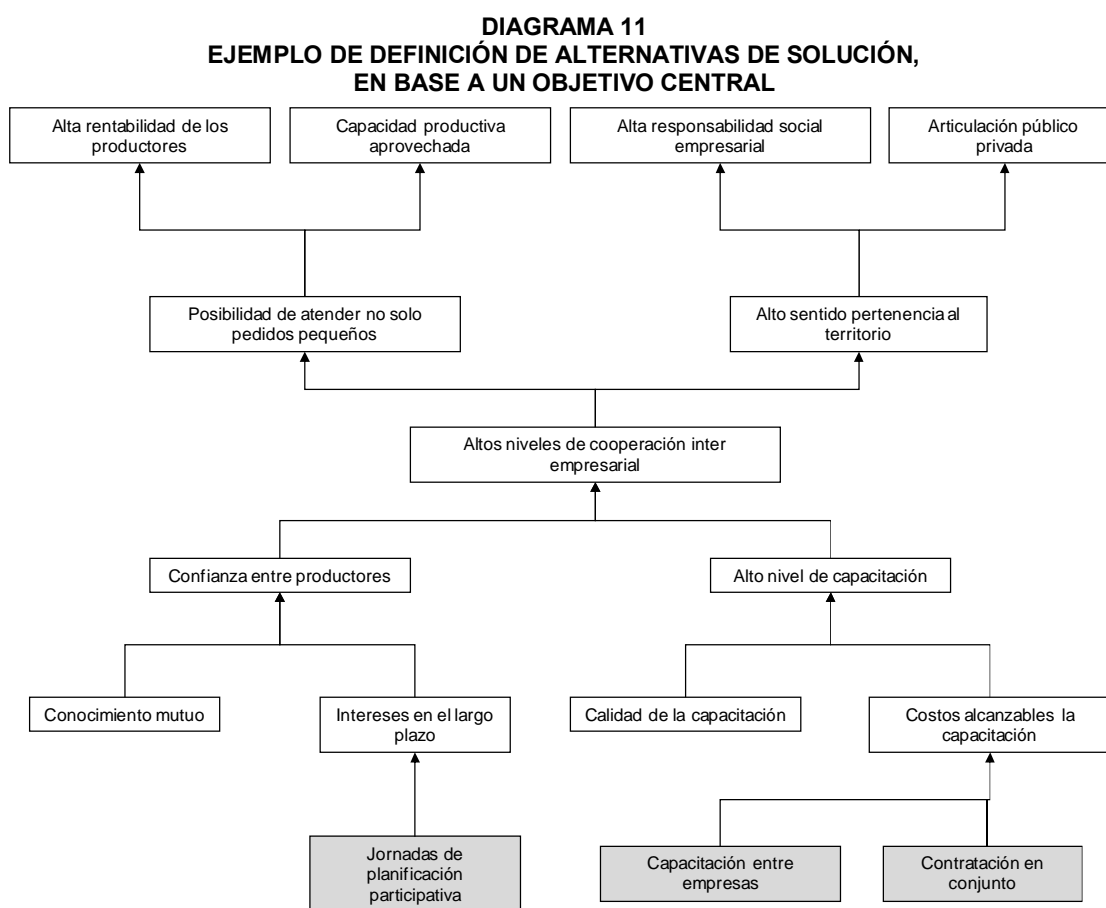 DIAGRAMA 11
EJEMPLO DE DEFINICIÓN DE ALTERNATIVAS DE SOLUCIÓN,
EN BASE A UN OBJETIVO CENTRAL
Alta rentabilidad de los
productores
Capacidad productiva
aprovechada
Alta responsabilidad social
empresarial
Articulación público
privada
Posibilidad de atender no solo
pedidos pequeños
Alto sentido pertenencia al
territorio
Altos niveles de cooperación inter
empresarial
Confianza entre productores
Alto nivel de capacitación
Conocimiento mutuo
Intereses en el largo
plazo
Calidad de la capacitación
Costos alcanzables la
capacitación
Jornadas de
planificación
participativa
Capacitación entre
empresas
Contratación en
conjunto